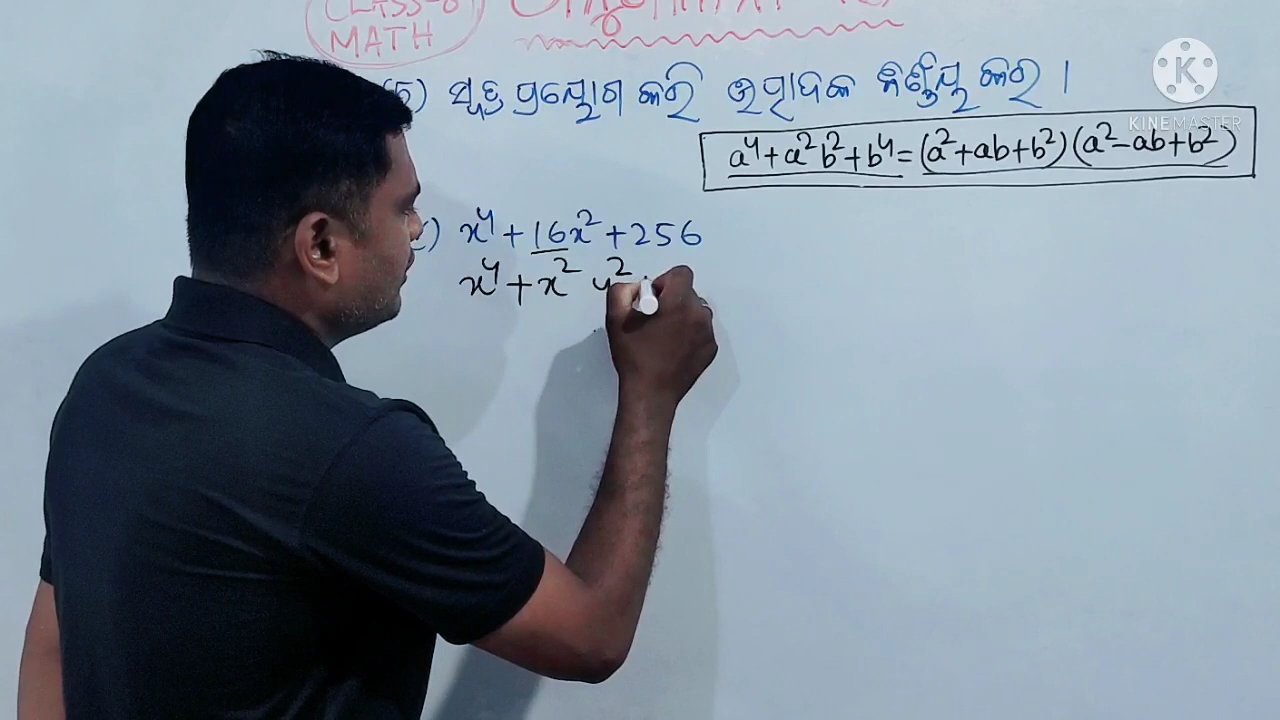 CLASS-8
MATH
(5) ସୂତ୍ର ପ୍ରୟୋଗ କରି ଉତ୍ପାଦକ ନିର୍ଣ୍ଣୟ କର ।
KINEMASTER
a⁴+a²b²+b⁴=(a²+ab+b²)(a²-ab+b²)
) x⁴+16x²+256
x⁴+x² 4²